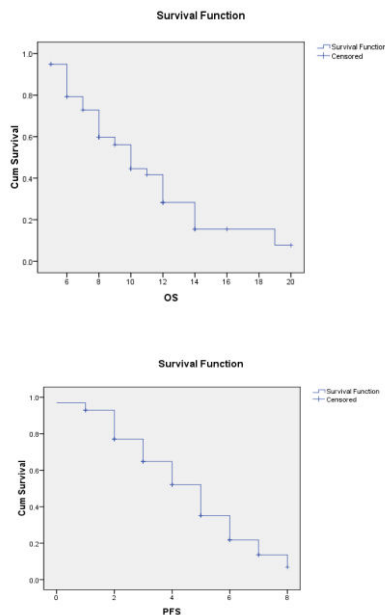 Survival Function
Survival Function
Censored
1.0
0.8
0.6
0.4
0.2
0.0
Cum Survival
6 8 10 12 14 16 18 20
OS
Survival Function
Survival Function
Censored
1.0
0.8
0.6
0.4
0.2
0.0
Cum Survival
0 2 4 6 8
PFS